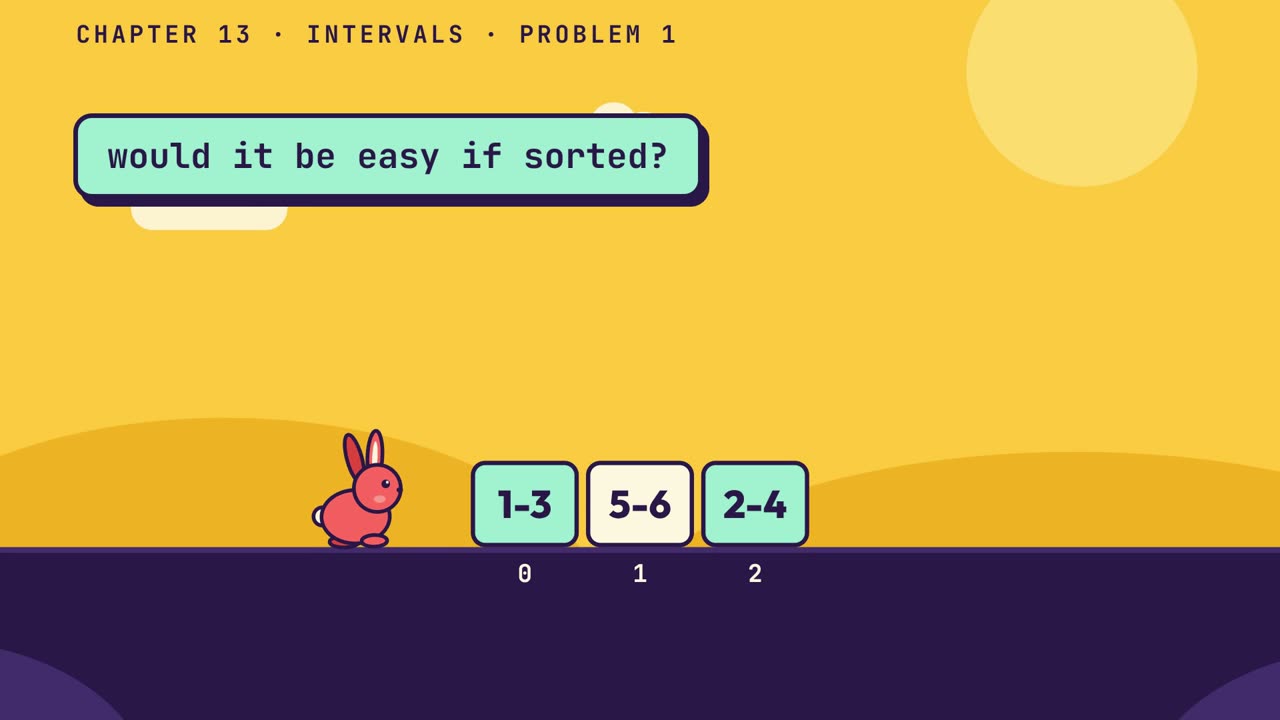 CHAPTER 13 · INTERVALS · PROBLEM 1
would it be easy if sorted?
1-3 5-6 2-4
0 1 2